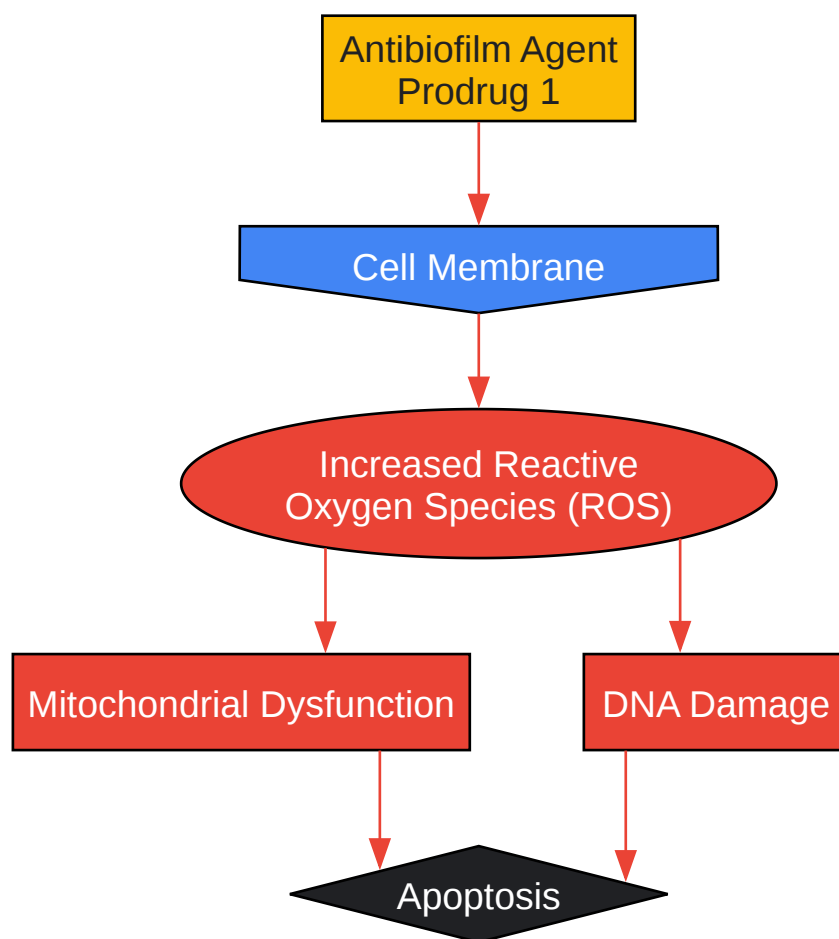 Antibiofilm Agent
Prodrug 1
Cell Membrane
Increased Reactive
Oxygen Species (ROS)
Mitochondrial Dysfunction
DNA Damage
Apoptosis